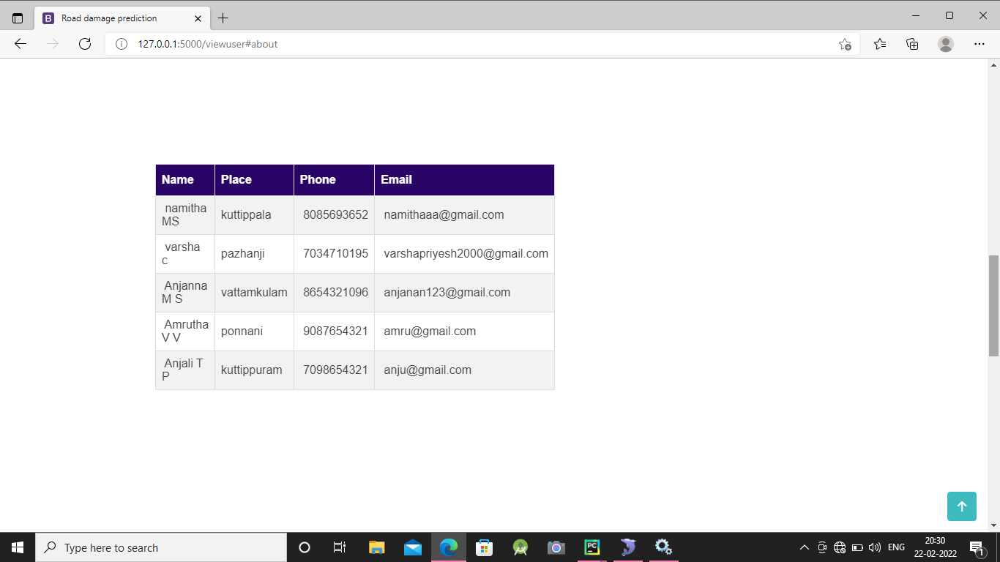 Road damage prediction
127.0.0.1:5000/viewuser#about
Name Place Phone Email
namitha
MS
kuttippala 8085693652 namithaaa@gmail.com
varsha
c
pazhanji 7034710195 varshapriyesh2000@gmail.com
Anjanna
M S
vattamkulam 8654321096 anjanan123@gmail.com
Amrutha
V V
ponnani 9087654321 amru@gmail.com
Anjali T
P
kuttippuram 7098654321 anju@gmail.com
Type here to search
PC
ENG
20:30
22-02-2022
1